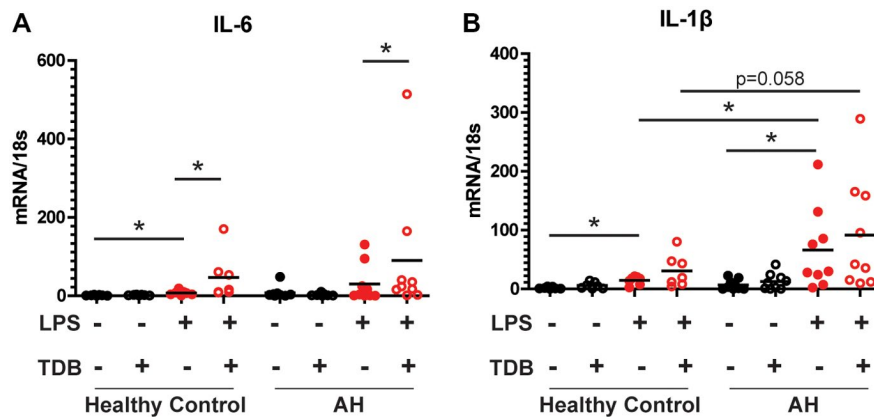 A IL-6
mRNA/18s
600
400
200
0
*
*
*
LPS - - + + - - + +
TDB - + - + - + - +
Healthy Control AH
B IL-1β
mRNA/18s
400
300
200
100
0
p=0.058
*
*
*
LPS - - + + - - + +
TDB - + - + - + - +
Healthy Control AH